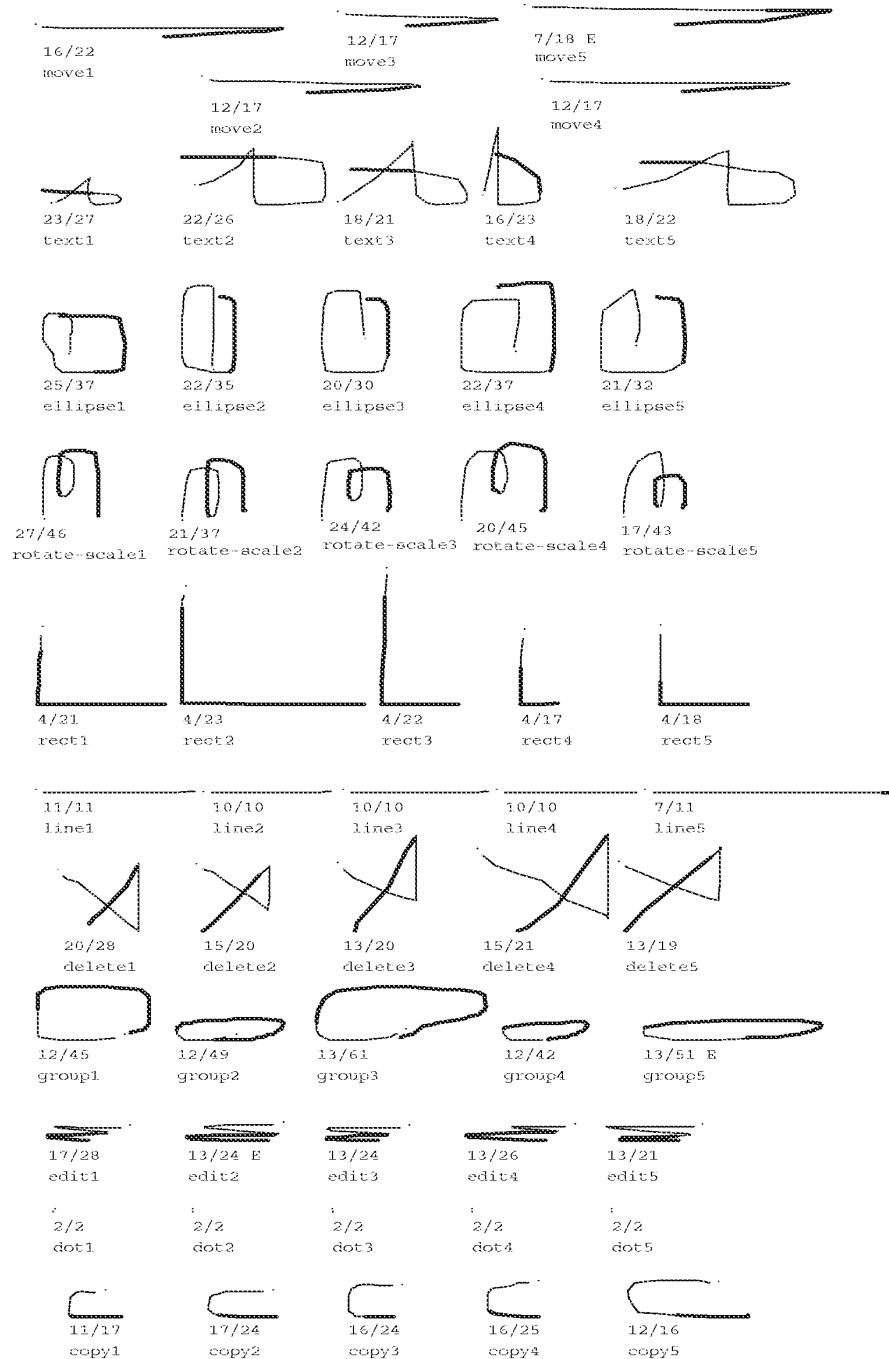 16/22 12/17 7/18 E
move1 move3 move5
12/17 12/17
move2 move4
23/27 22/26 18/21 16/23 18/22
text1 text2 text3 text4 text5
25/37 22/35 20/30 22/37 21/32
ellipse1 ellipse2 ellipse3 ellipse4 ellipse5
27/46 21/37 24/42 20/45 17/43
rotate-scale1 rotate-scale2 rotate-scale3 rotate-scale4 rotate-scale5
4/21 4/23 4/22 4/17 4/18
rect1 rect2 rect3 rect4 rect5
11/11 10/10 10/10 10/10 7/11
line1 line2 line3 line4 line5
20/28 15/20 13/20 15/21 13/19
delete1 delete2 delete3 delete4 delete5
12/45 12/49 13/61 12/42 13/51 E
group1 group2 group3 group4 group5
17/28 13/24 E 13/24 13/26 13/21
edit1 edit2 edit3 edit4 edit5
2/2 2/2 2/2 2/2 2/2
dot1 dot2 dot3 dot4 dot5
11/17 17/24 16/24 16/25 12/16
copy1 copy2 copy3 copy4 copy5